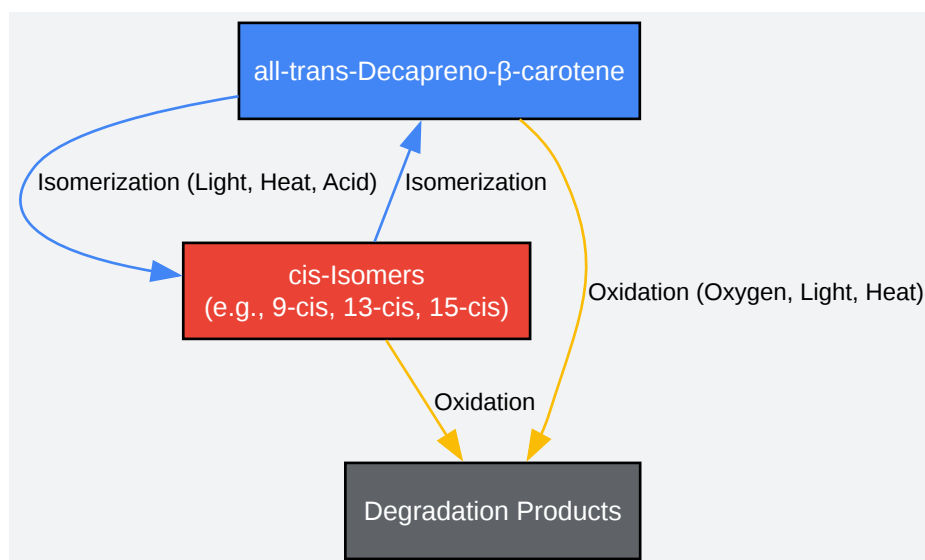 all-trans-Decapreno-β-carotene
Isomerization (Light, Heat, Acid)
Isomerization
cis-Isomers
(e.g., 9-cis, 13-cis, 15-cis)
Oxidation (Oxygen, Light, Heat)
Oxidation
Degradation Products